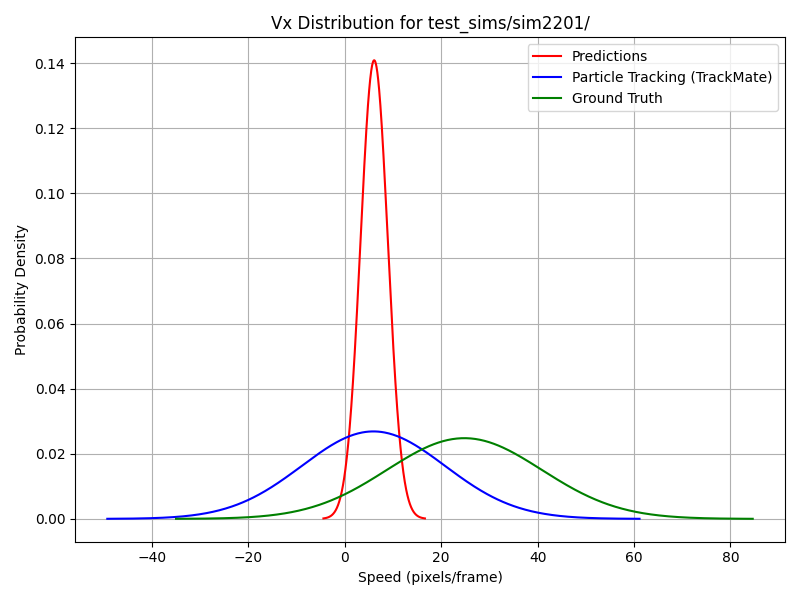 Vx Distribution for test_sims/sim2201/
Predictions
Particle Tracking (TrackMate)
Ground Truth
Probability Density
0.14
0.12
0.10
0.08
0.06
0.04
0.02
0.00
−40
−20
0
20
40
60
80
Speed (pixels/frame)